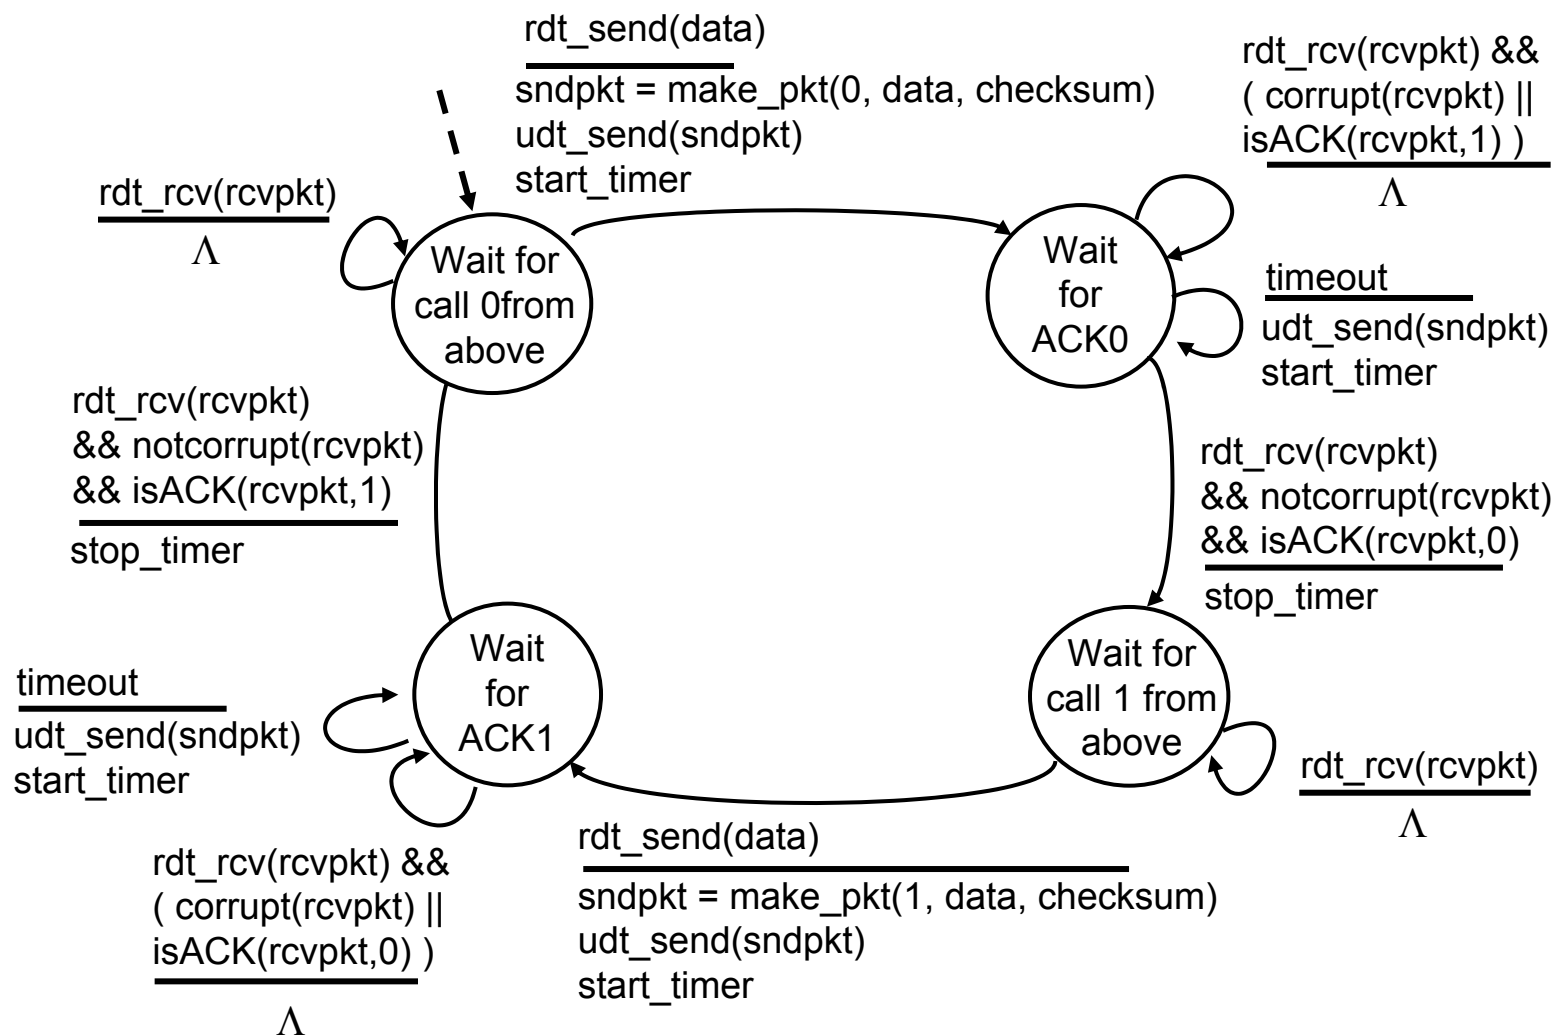 rdt_send(data)
sndpkt = make_pkt(0, data, checksum)
udt_send(sndpkt)
start_timer
rdt_rcv(rcvpkt) &&
( corrupt(rcvpkt) ||
isACK(rcvpkt,1) )
Λ
rdt_rcv(rcvpkt)
Λ
Wait for
call 0from
above
Wait
for
ACK0
timeout
udt_send(sndpkt)
start_timer
rdt_rcv(rcvpkt)
&& notcorrupt(rcvpkt)
&& isACK(rcvpkt,1)
stop_timer
rdt_rcv(rcvpkt)
&& notcorrupt(rcvpkt)
&& isACK(rcvpkt,0)
stop_timer
Wait
for
ACK1
Wait for
call 1 from
above
timeout
udt_send(sndpkt)
start_timer
rdt_rcv(rcvpkt)
Λ
rdt_rcv(rcvpkt) &&
( corrupt(rcvpkt) ||
isACK(rcvpkt,0) )
Λ
rdt_send(data)
sndpkt = make_pkt(1, data, checksum)
udt_send(sndpkt)
start_timer